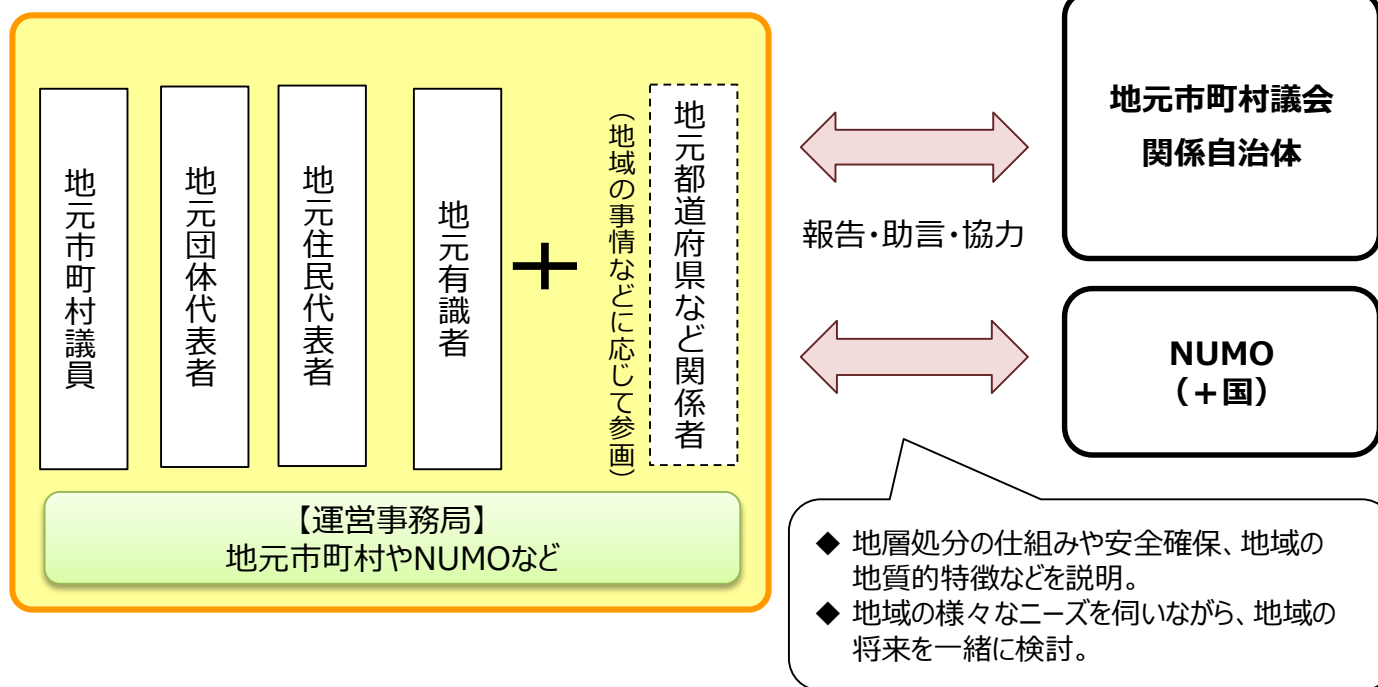 地元市町村議員
地元団体代表者
地元住民代表者
地元有識者
＋
地元都道府県など関係者
（地域の事情などに応じて参画）
【運営事務局】
地元市町村やNUMOなど
報告・助言・協力
地元市町村議会
関係自治体
NUMO
（＋国）
◆ 地層処分の仕組みや安全確保、地域の
地質的特徴などを説明。
◆ 地域の様々なニーズを伺いながら、地域の
将来を一緒に検討。